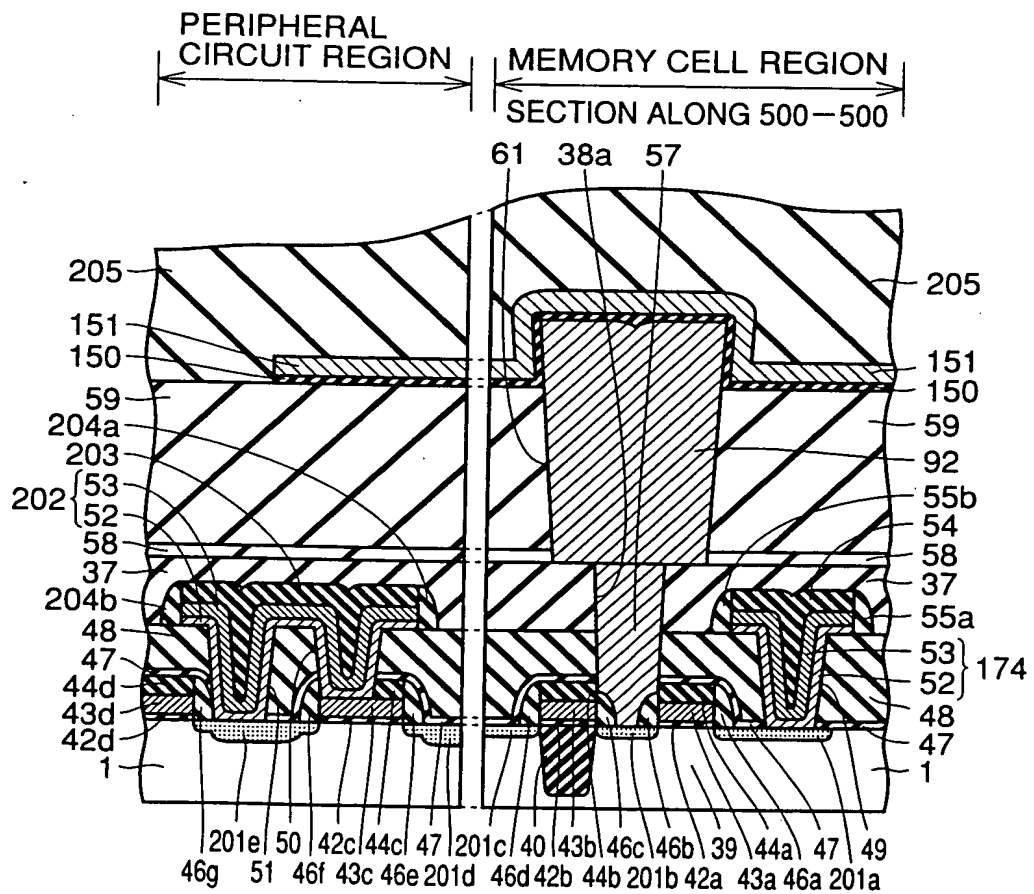 PERIPHERAL
CIRCUIT REGION
MEMORY CELL REGION
SECTION ALONG 500−500
61 38a 57
205
151
150
59
204a
203
202 { 53
52
58
37
204b
48
47
44d
43d
42d
1
205
151
150
59
92
55b
54
58
37
55a
53 } 174
52
48
47
1
201e 50 42c 44c 47 201c 40 43b 46c 46b 39 44a 47 49
46g 51 46f 43c 46e 201d 46d 42b 44b 201b 42a 43a 46a 201a